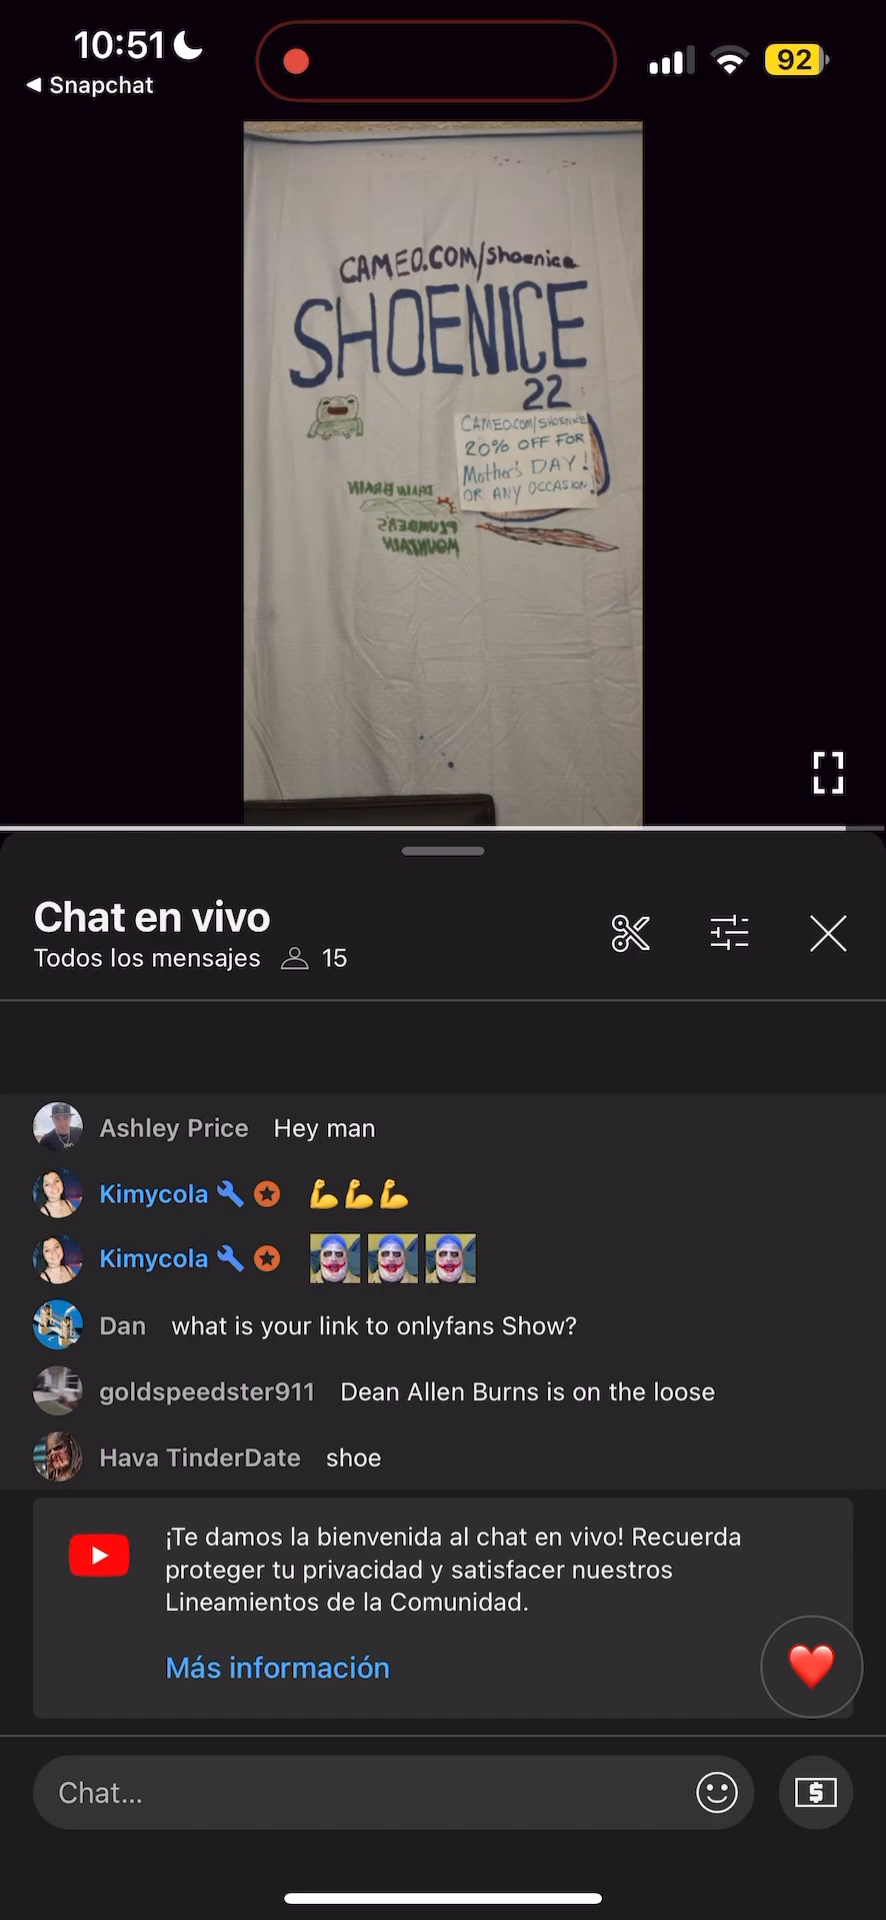 10:51
92
Snapchat
CAMEO.COM/shoenice
SHOENICE
22
CAMEO.COM/SHOENICE
20% OFF FOR
Mother's DAY!
OR ANY OCCASION!
BRAIN
PLUMBERS
MOUNTAIN
Chat en vivo
Todos los mensajes 15
Ashley Price Hey man
Kimycola 💪💪💪
Kimycola
Dan what is your link to onlyfans Show?
goldspeedster911 Dean Allen Burns is on the loose
Hava TinderDate shoe
¡Te damos la bienvenida al chat en vivo! Recuerda
proteger tu privacidad y satisfacer nuestros
Lineamientos de la Comunidad.
Más información
Chat...